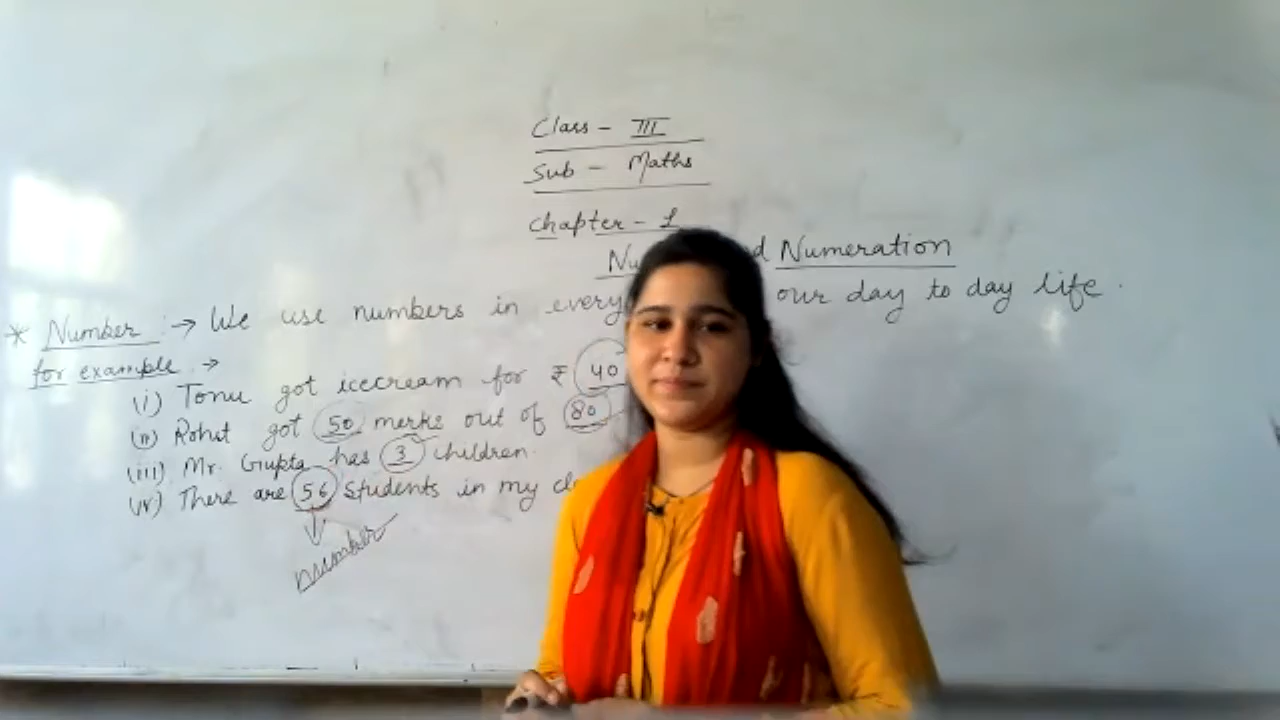 Class - III
Sub - Maths
Chapter - 1
Numeration
* Number :→ We use numbers in every our day to day life.
for example :→
(i) Tonu got icecream for ₹ 40
(ii) Rohit got 50 merks out of 80
(iii) Mr. Gupta has 3 children.
(iv) There are 56 students in my
Number